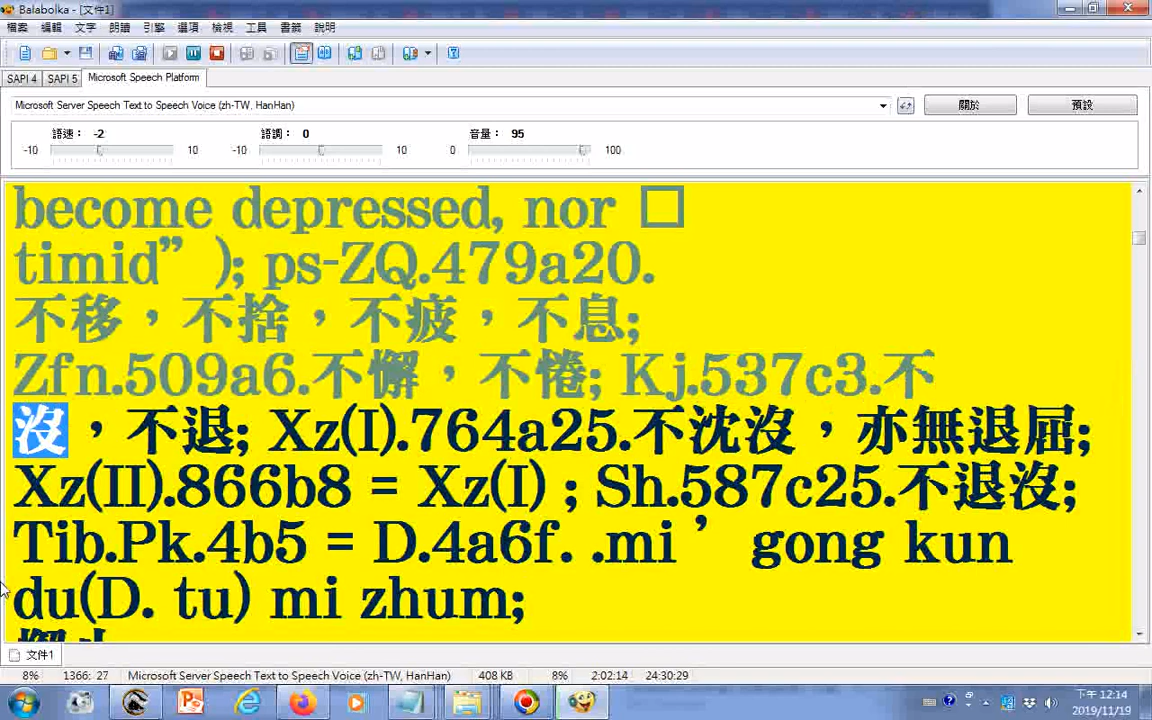 Balabolka - [文件1]
檔案 編輯 文字 朗讀 引擎 選項 檢視 工具 書籤 說明
SAPI 4 SAPI 5 Microsoft Speech Platform
Microsoft Server Speech Text to Speech Voice (zh-TW, HanHan) 關於 預設
語速： -2 語調： 0 音量： 95
-10 10 -10 10 0 100
become depressed, nor □
timid”); ps-ZQ.479a20.
不移，不捨，不疲，不息;
Zfn.509a6.不懈，不惓; Kj.537c3.不
沒，不退; Xz(I).764a25.不沈沒，亦無退屈;
Xz(II).866b8 = Xz(I) ; Sh.587c25.不退沒;
Tib.Pk.4b5 = D.4a6f. .mi ’ gong kun
du(D. tu) mi zhum;
文件1
8% 1366: 27 Microsoft Server Speech Text to Speech Voice (zh-TW, HanHan) 408 KB 8% 2:02:14 24:30:29
下午 12:14
2019/11/19